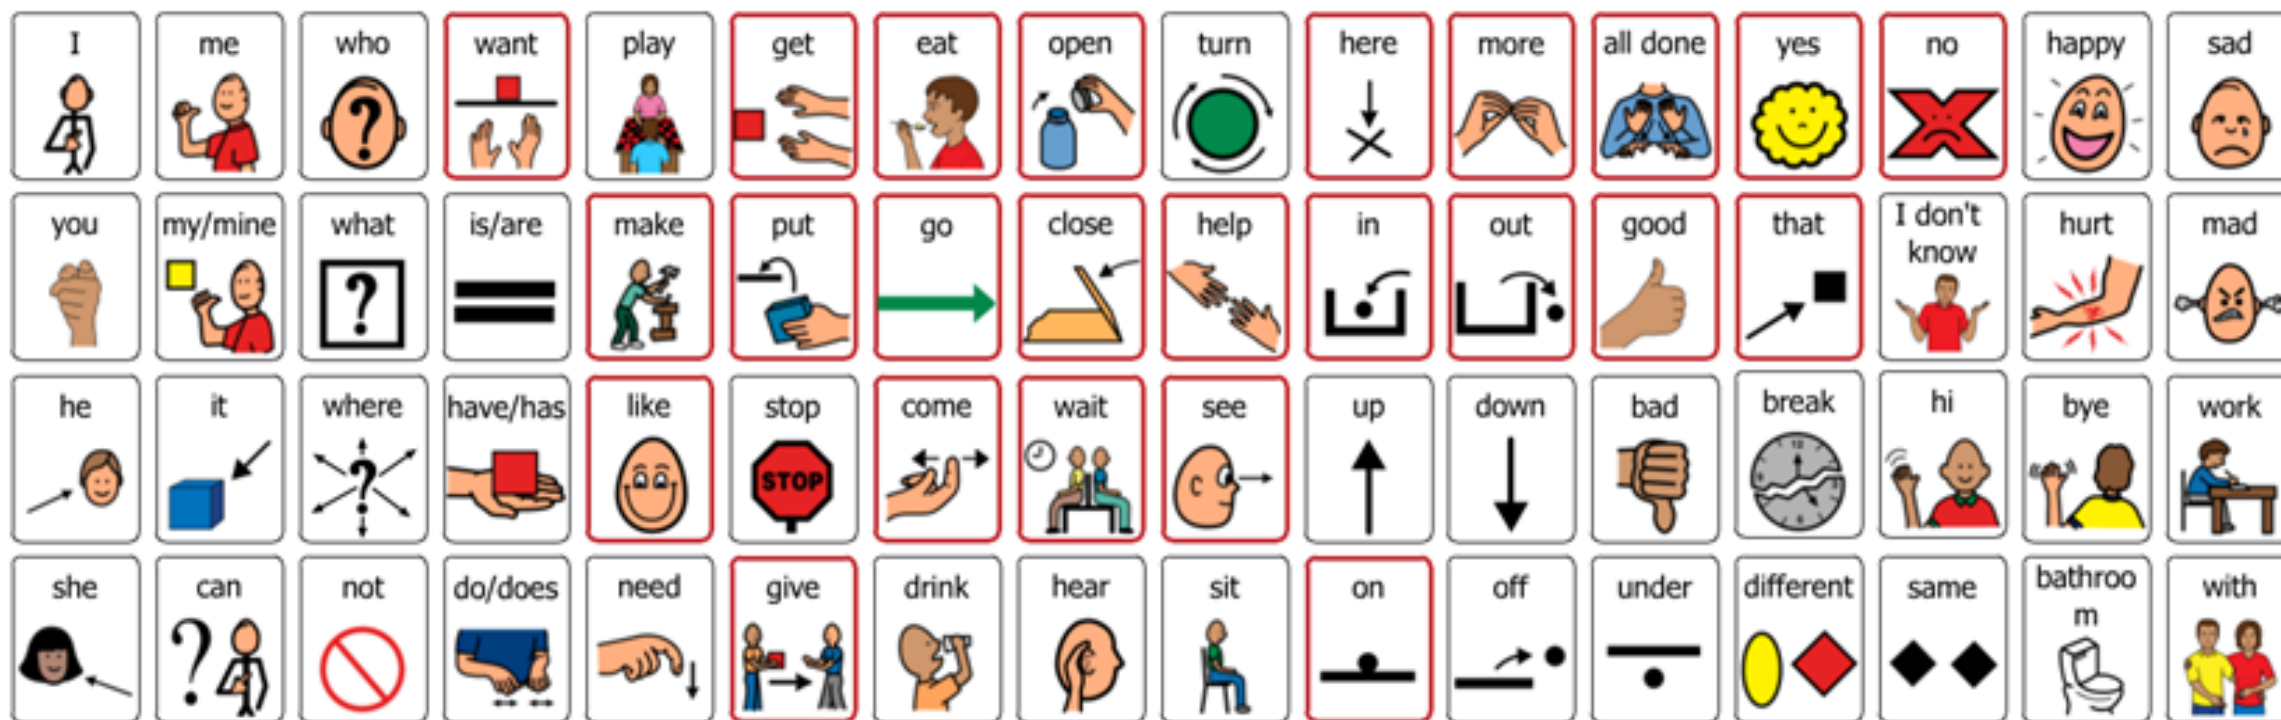 I me who want play get eat open turn here more all done yes no happy sad
you my/mine what is/are make put go close help in out good that I don't know hurt mad
he it where have/has like stop come wait see up down bad break hi bye work
STOP
she can not do/does need give drink hear sit on off under different same bathroo
m
with